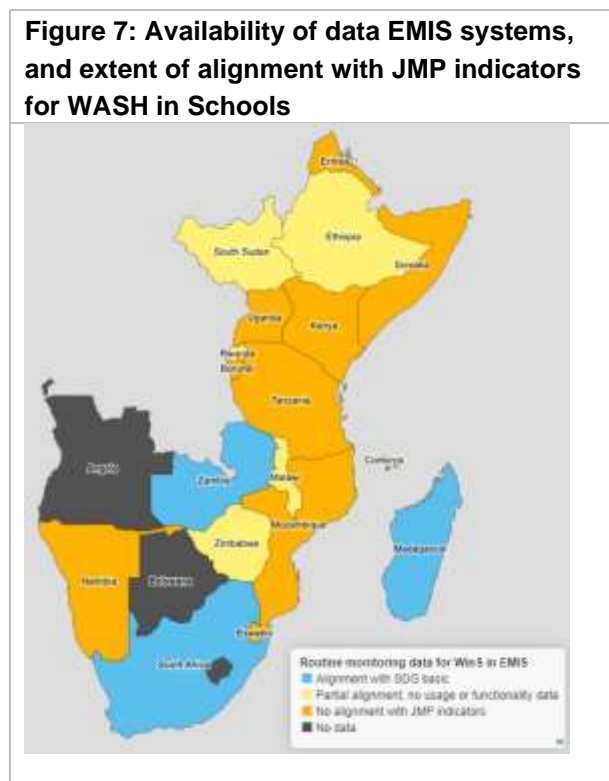 Figure 7: Availability of data EMIS systems,
and extent of alignment with JMP indicators
for WASH in Schools
Eritrea
Ethiopia
South Sudan
Somalia
Uganda
Kenya
Rwanda
Burundi
Tanzania
Comoros
Angola
Zambia
Malawi
Mozambique
Zimbabwe
Madagascar
Namibia
Botswana
Eswatini
South Africa
Routine monitoring data for WinS in EMIS
Alignment with SDG basic
Partial alignment, no usage or functionality data
No alignment with JMP indicators
No data